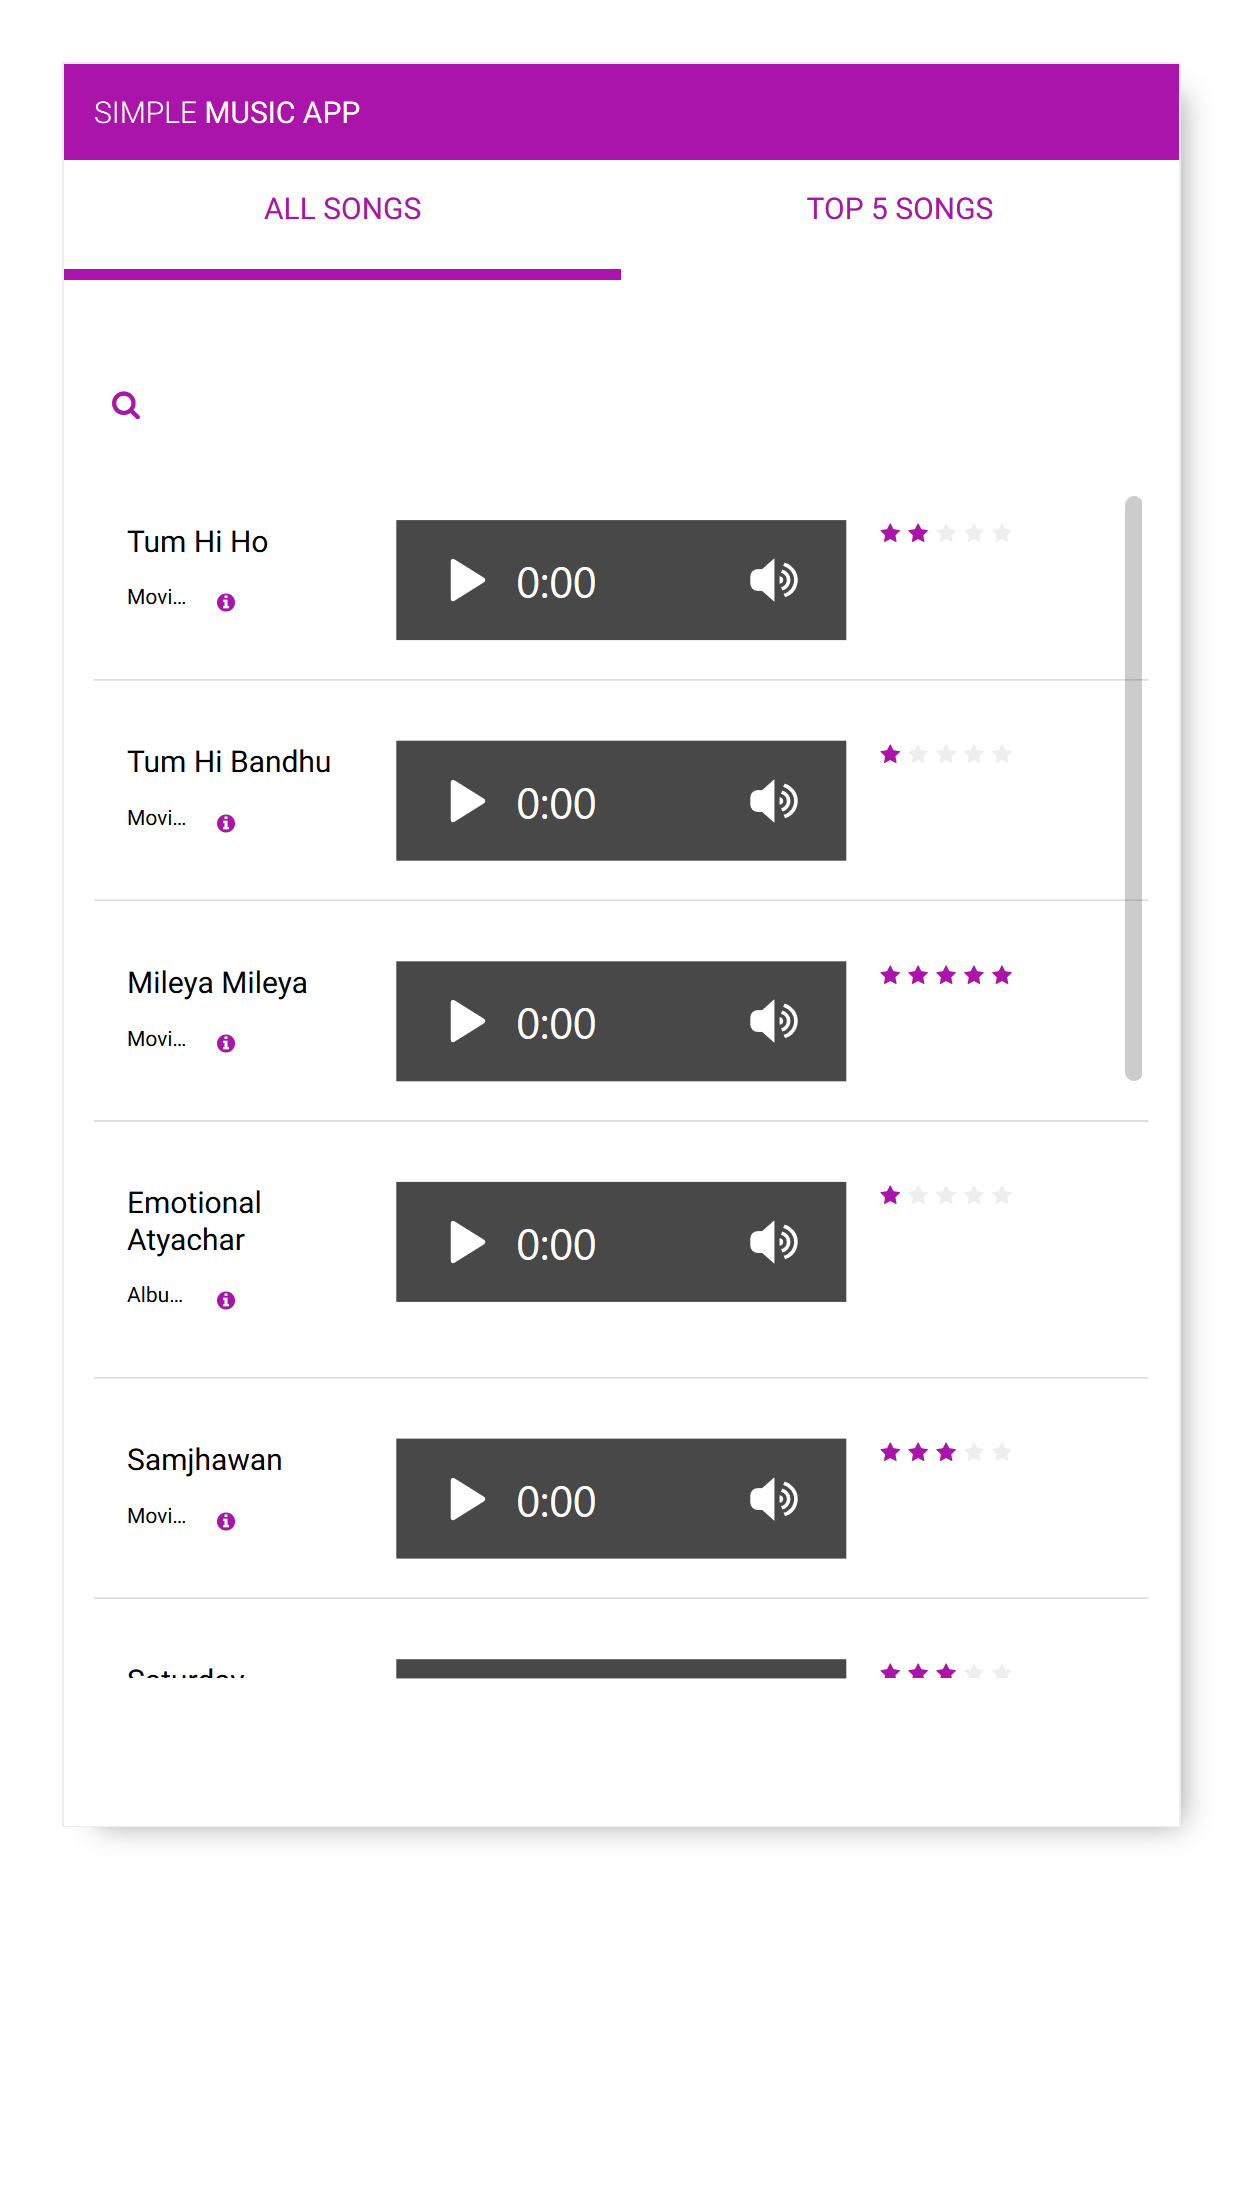 SIMPLE MUSIC APP
ALL SONGS
TOP 5 SONGS
Tum Hi Ho
Movi...
0:00
Tum Hi Bandhu
Movi...
0:00
Mileya Mileya
Movi...
0:00
Emotional
Atyachar
Albu...
0:00
Samjhawan
Movi...
0:00
Saturday